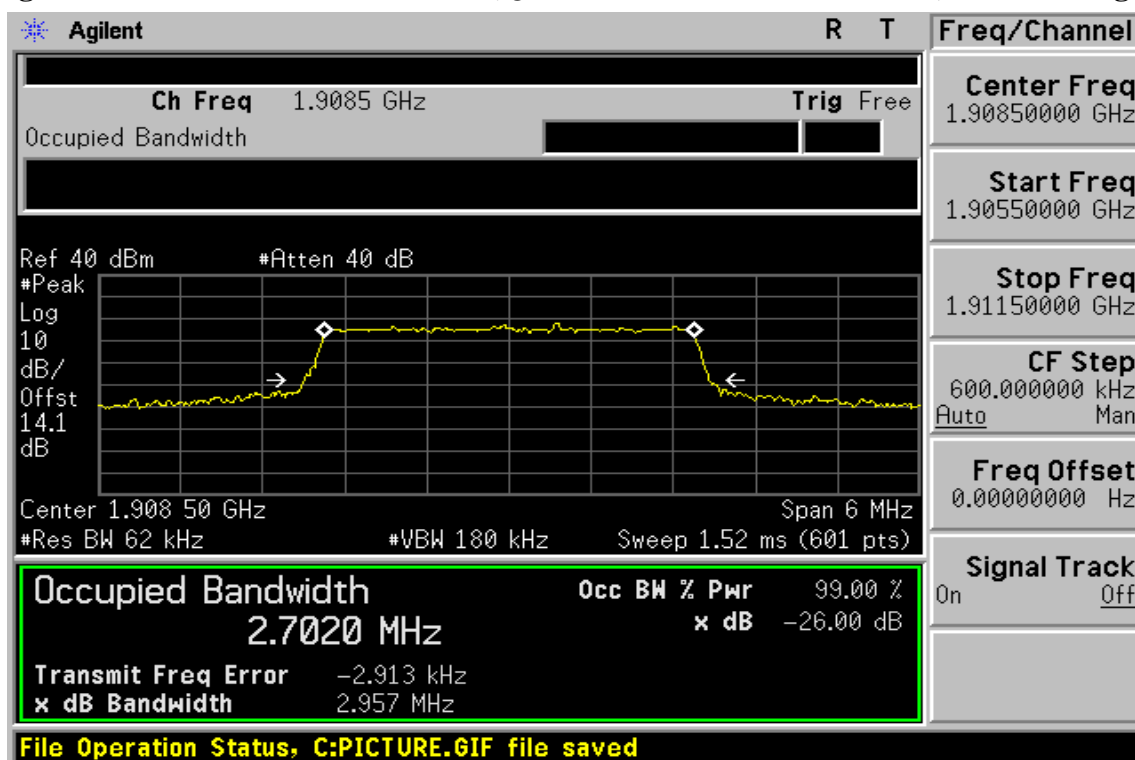 Agilent R T
Freq/Channel
Ch Freq 1.9085 GHz Trig Free
Occupied Bandwidth
Center Freq
1.90850000 GHz
Start Freq
1.90550000 GHz
Stop Freq
1.91150000 GHz
CF Step
600.000000 kHz
Auto Man
Freq Offset
0.00000000 Hz
Signal Track
On Off
Ref 40 dBm #Atten 40 dB
#Peak
Log
10
dB/
Offst
14.1
dB
Center 1.908 50 GHz Span 6 MHz
#Res BW 62 kHz #VBW 180 kHz Sweep 1.52 ms (601 pts)
Occupied Bandwidth Occ BW % Pwr 99.00 %
2.7020 MHz x dB -26.00 dB
Transmit Freq Error -2.913 kHz
x dB Bandwidth 2.957 MHz
File Operation Status, C:PICTURE.GIF file saved